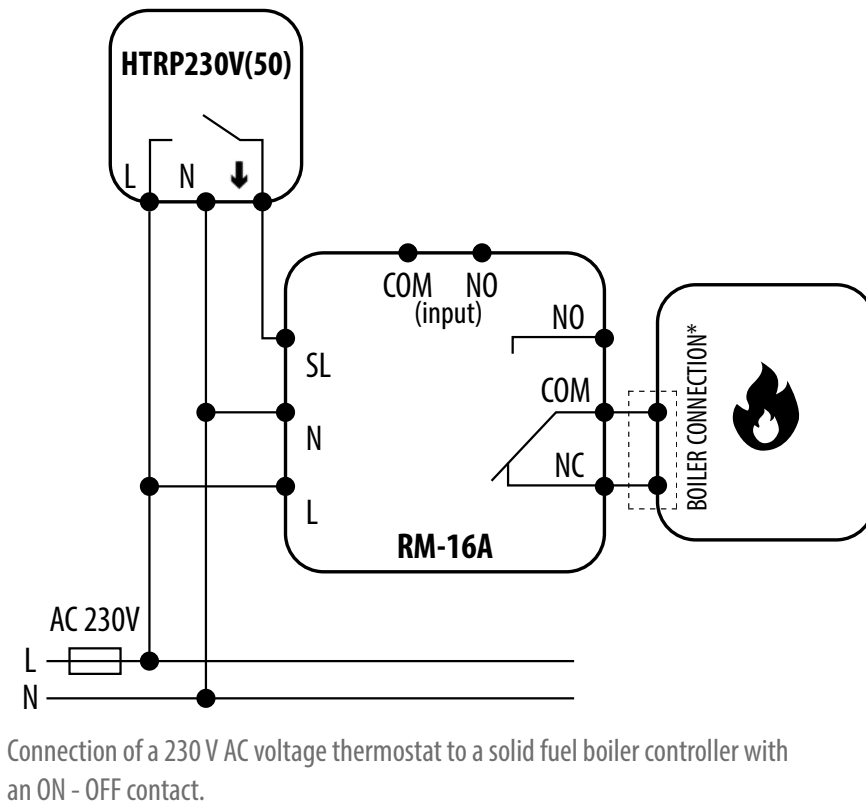 HTRP230V(50)
L N
COM NO
(input)
NO
SL
COM
N
NC
L
RM-16A
BOILER CONNECTION*
AC 230V
L
N
Connection of a 230 V AC voltage thermostat to a solid fuel boiler controller with
an ON - OFF contact.